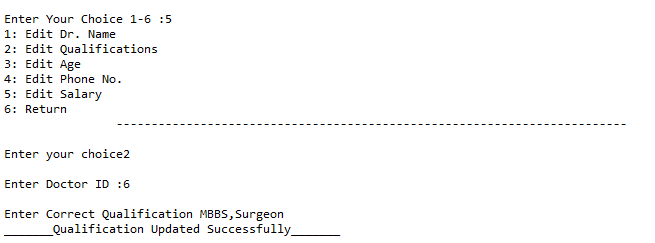 Enter Your Choice 1-6 :5
1: Edit Dr. Name
2: Edit Qualifications
3: Edit Age
4: Edit Phone No.
5: Edit Salary
6: Return
-------------------------------------------------------------------------
Enter your choice2
Enter Doctor ID :6
Enter Correct Qualification MBBS,Surgeon
_______Qualification Updated Successfully_______